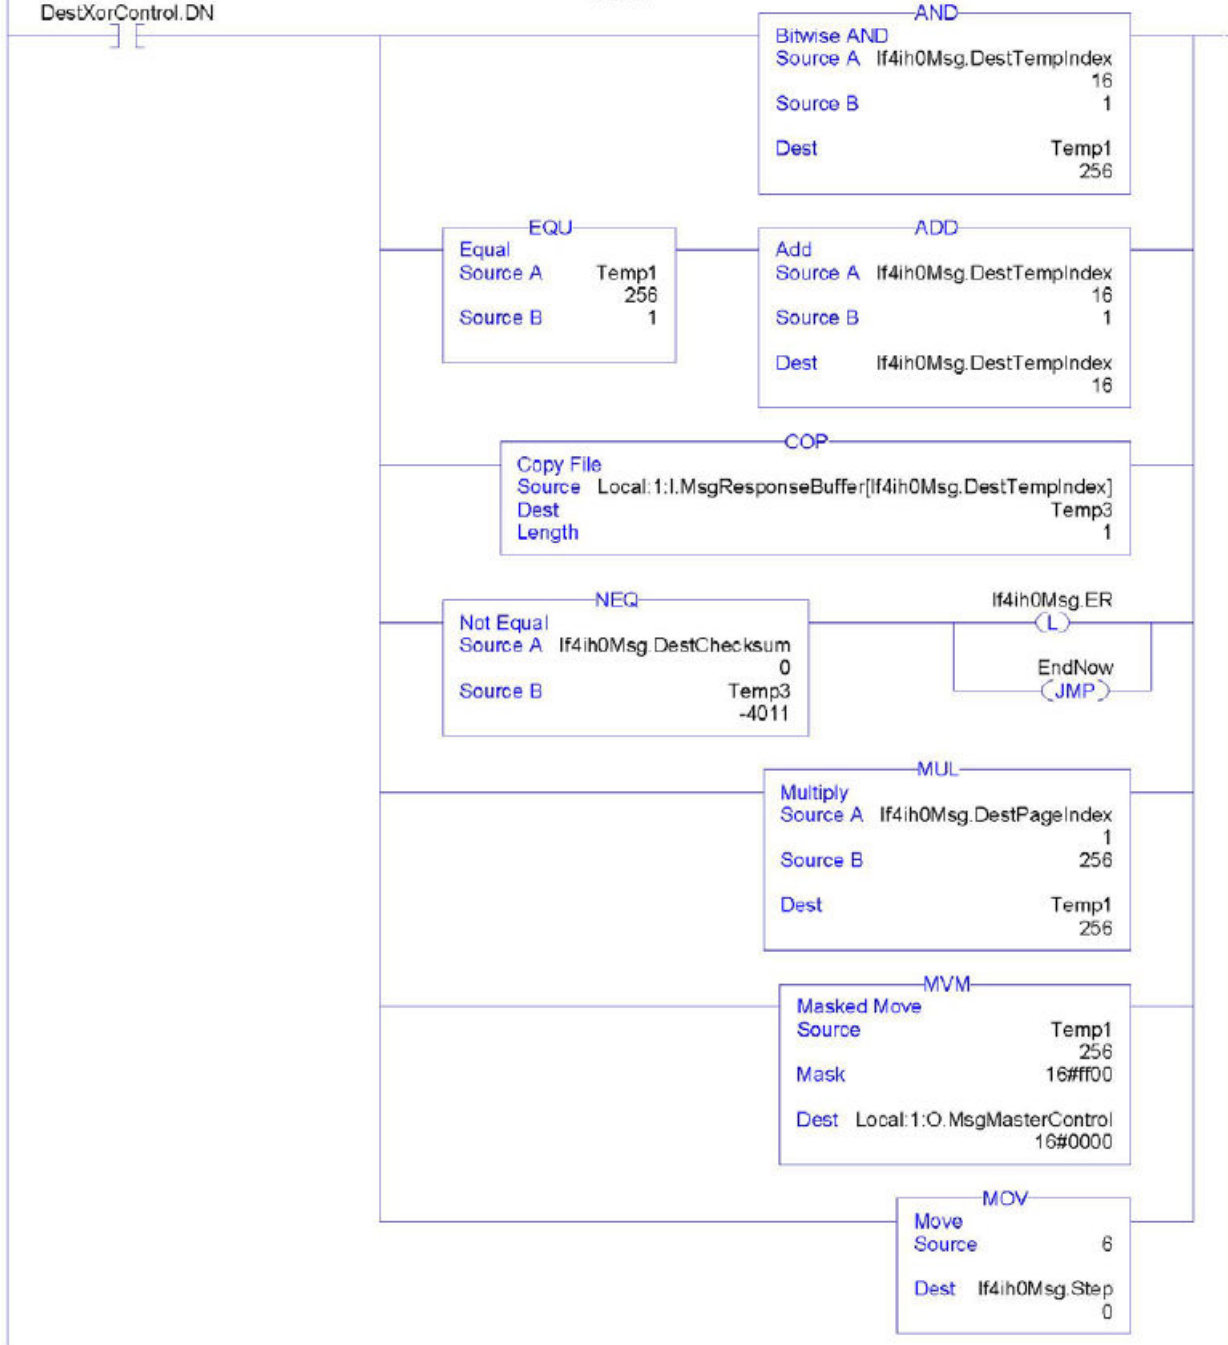 DestXorControl.DN
AND
Bitwise AND
Source A If4ih0Msg.DestTempIndex
16
Source B 1
Dest Temp1
256
EQU
Equal
Source A Temp1
256
Source B 1
ADD
Add
Source A If4ih0Msg.DestTempIndex
16
Source B 1
Dest If4ih0Msg.DestTempIndex
16
COP
Copy File
Source Local:1:I.MsgResponseBuffer[If4ih0Msg.DestTempIndex]
Dest Temp3
Length 1
NEQ
Not Equal
Source A If4ih0Msg.DestChecksum
0
Source B Temp3
-4011
If4ih0Msg.ER
L
EndNow
JMP
MUL
Multiply
Source A If4ih0Msg.DestPageIndex
1
Source B 256
Dest Temp1
256
MVM
Masked Move
Source Temp1
256
Mask 16#ff00
Dest Local:1:O.MsgMasterControl
16#0000
MOV
Move
Source 6
Dest If4ih0Msg.Step
0